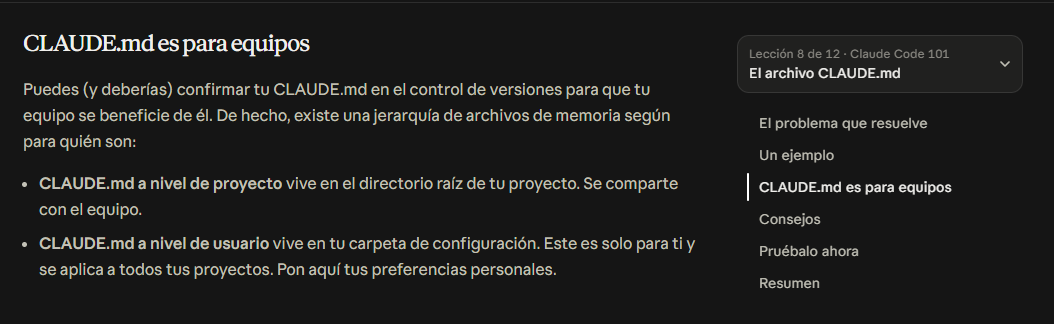 CLAUDE.md es para equipos
Puedes (y deberías) confirmar tu CLAUDE.md en el control de versiones para que tu
equipo se beneficie de él. De hecho, existe una jerarquía de archivos de memoria según
para quién son:
• CLAUDE.md a nivel de proyecto vive en el directorio raíz de tu proyecto. Se comparte
con el equipo.
• CLAUDE.md a nivel de usuario vive en tu carpeta de configuración. Este es solo para ti y
se aplica a todos tus proyectos. Pon aquí tus preferencias personales.
Lección 8 de 12 · Claude Code 101
El archivo CLAUDE.md
El problema que resuelve
Un ejemplo
CLAUDE.md es para equipos
Consejos
Pruébalo ahora
Resumen